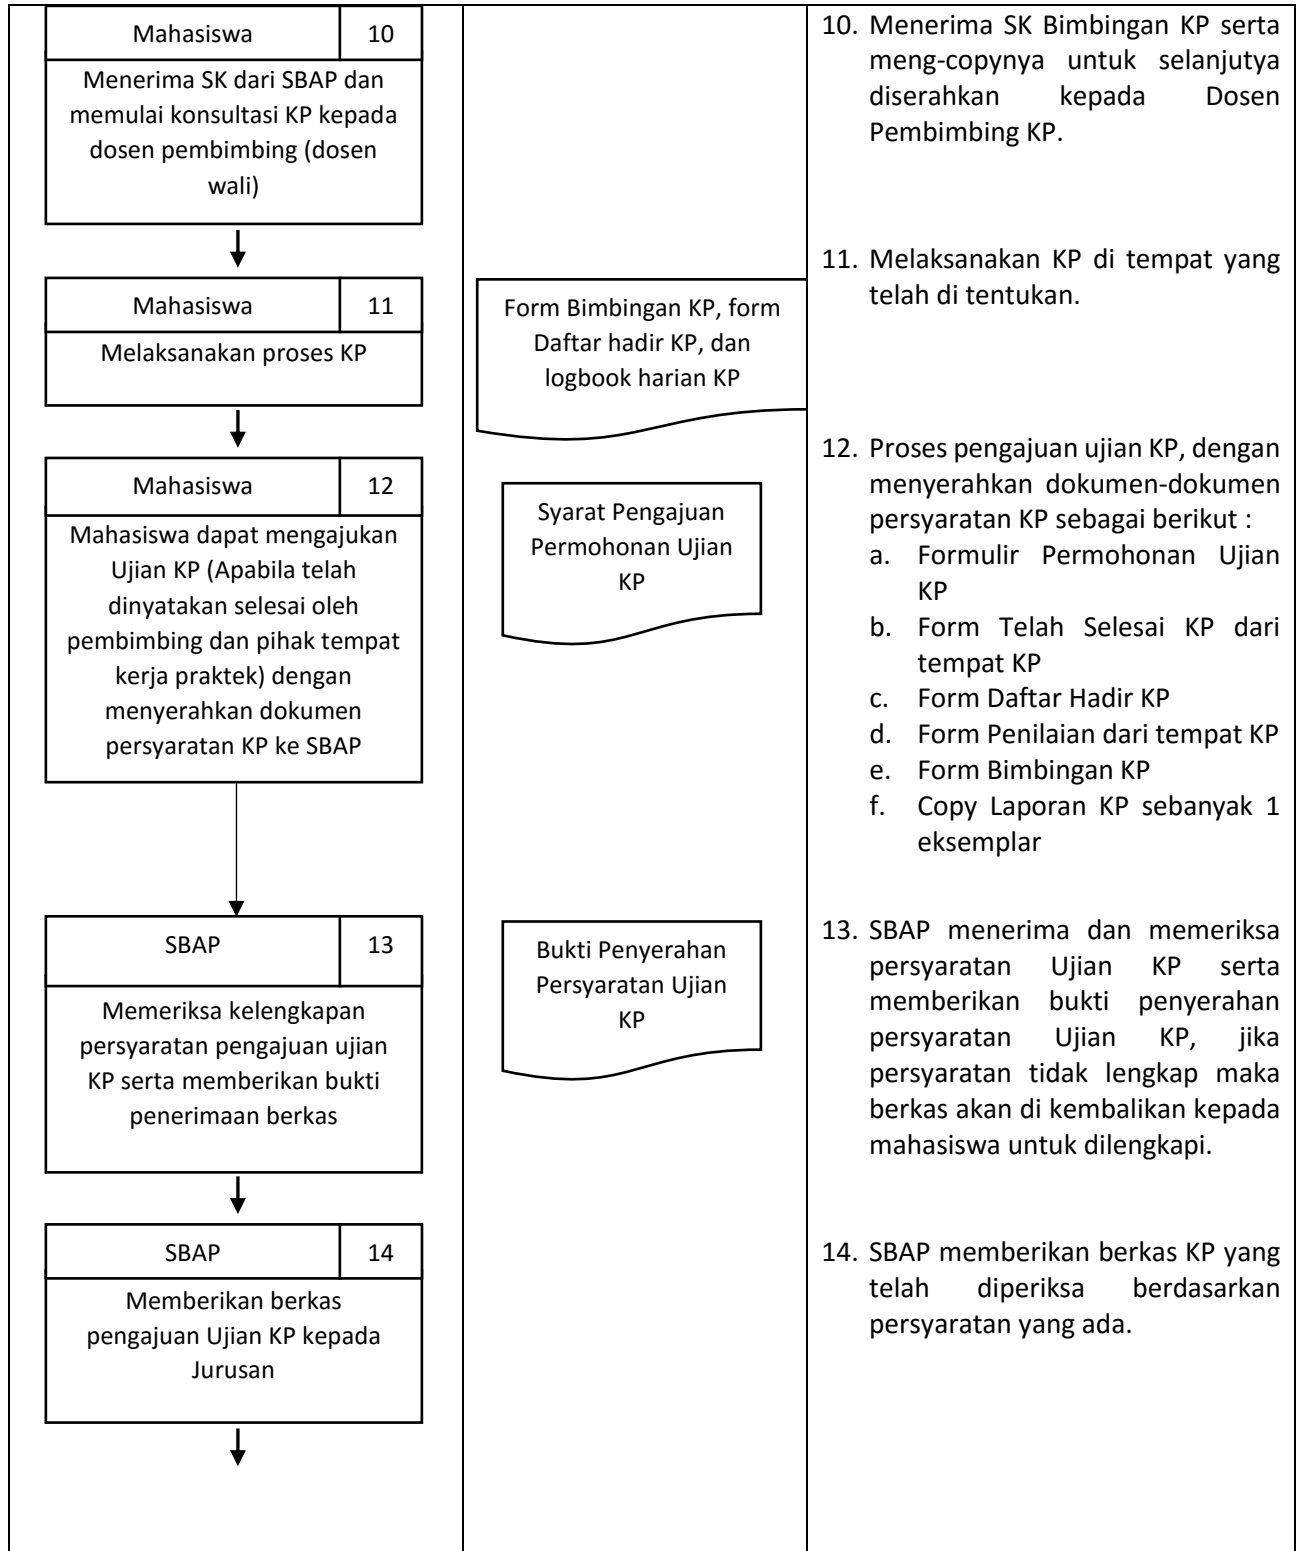 Mahasiswa
10
Menerima SK dari SBAP dan
memulai konsultasi KP kepada
dosen pembimbing (dosen
wali)
Mahasiswa
11
Melaksanakan proses KP
Mahasiswa
12
Mahasiswa dapat mengajukan
Ujian KP (Apabila telah
dinyatakan selesai oleh
pembimbing dan pihak tempat
kerja praktek) dengan
menyerahkan dokumen
persyaratan KP ke SBAP
SBAP
13
Memeriksa kelengkapan
persyaratan pengajuan ujian
KP serta memberikan bukti
penerimaan berkas
SBAP
14
Memberikan berkas
pengajuan Ujian KP kepada
Jurusan
Form Bimbingan KP, form
Daftar hadir KP, dan
logbook harian KP
Syarat Pengajuan
Permohonan Ujian
KP
Bukti Penyerahan
Persyaratan Ujian
KP
10. Menerima SK Bimbingan KP serta
meng-copynya untuk selanjutya
diserahkan kepada Dosen
Pembimbing KP.
11. Melaksanakan KP di tempat yang
telah di tentukan.
12. Proses pengajuan ujian KP, dengan
menyerahkan dokumen-dokumen
persyaratan KP sebagai berikut :
a. Formulir Permohonan Ujian
KP
b. Form Telah Selesai KP dari
tempat KP
c. Form Daftar Hadir KP
d. Form Penilaian dari tempat KP
e. Form Bimbingan KP
f. Copy Laporan KP sebanyak 1
eksemplar
13. SBAP menerima dan memeriksa
persyaratan Ujian KP serta
memberikan bukti penyerahan
persyaratan Ujian KP, jika
persyaratan tidak lengkap maka
berkas akan di kembalikan kepada
mahasiswa untuk dilengkapi.
14. SBAP memberikan berkas KP yang
telah diperiksa berdasarkan
persyaratan yang ada.